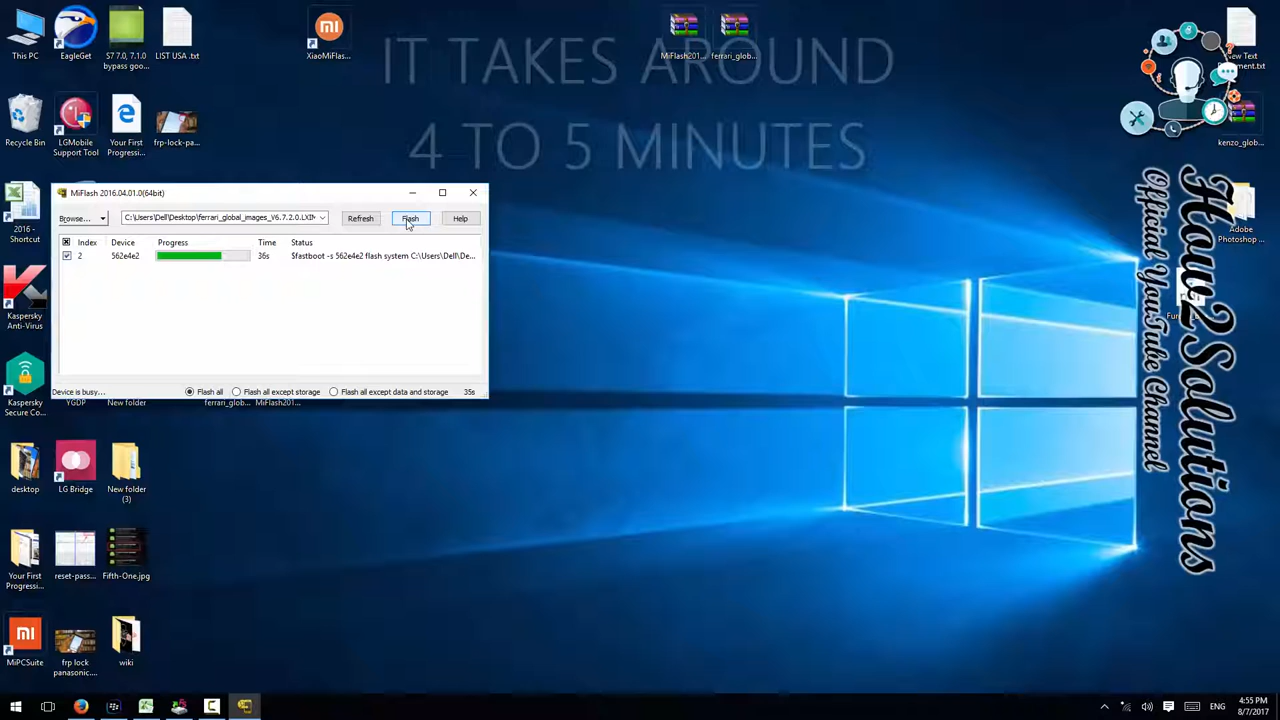 This PC
EagleGet
S7 7.0, 7.1.0
bypass goo...
LIST USA .txt
XiaoMiFlas...
MiFlash201...
ferrari_glob...
New Text
Document.txt
IT TAKES AROUND
4 TO 5 MINUTES
Recycle Bin
LGMobile
Support Tool
Your First
Progressi...
frp-lock-pa...
kenzo_glob...
MiFlash 2016.04.01.0(64bit)
Browse...
C:\Users\Dell\Desktop\ferrari_global_images_V6.7.2.0.LXIM
Refresh
Flash
Help
Index
Device
Progress
Time
Status
2
562e4e2
36s
$fastboot -s 562e4e2 flash system C:\Users\Dell\De...
Device is busy...
Flash all
Flash all except storage
Flash all except data and storage
35s
2016 -
Shortcut
Adobe
Photoshop ...
Kaspersky
Anti-Virus
Kaspersky
Secure Co...
YGDP
New folder
ferrari_glob...
MiFlash201...
How2Solutions
Official YouTube Channel
desktop
LG Bridge
New folder
(3)
Your First
Progressi...
reset-pass...
Fifth-One.jpg
MiPCSuite
frp lock
panasonic....
wiki
ENG
4:55 PM
8/7/2017